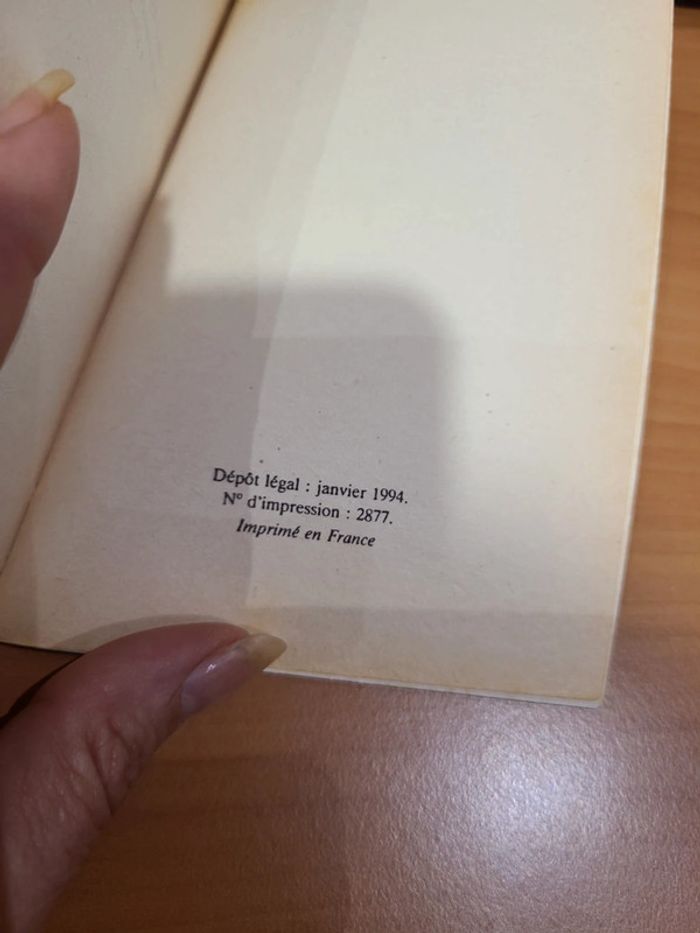 Dépôt légal : janvier 1994.
N° d'impression : 2877.
Imprimé en France